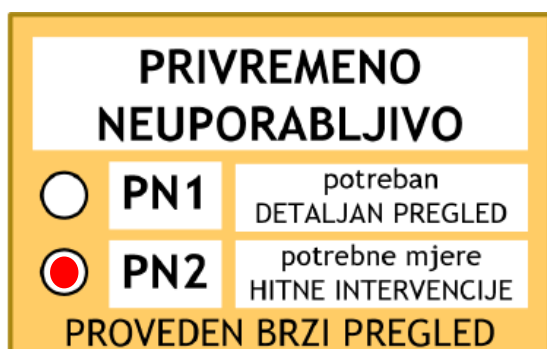 PRIVREMENO
NEUPORABLJIVO
PN1
potreban
DETALJAN PREGLED
PN2
potrebne mjere
HITNE INTERVENCIJE
PROVEDEN BRZI PREGLED